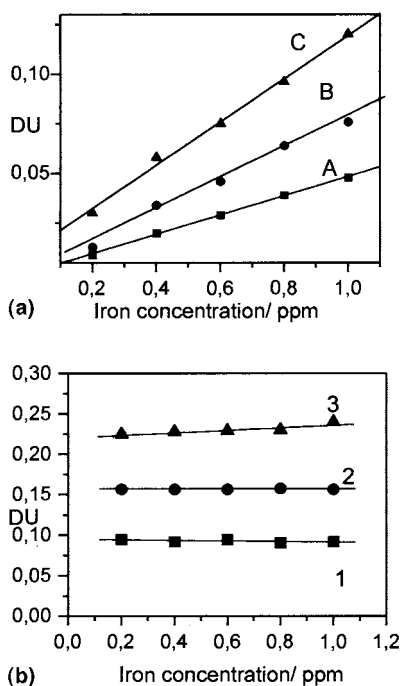 C
0,10
B
DU
A
0,05
0,2 0,4 0,6 0,8 1,0
(a) Iron concentration/ ppm
0,30
3
0,25
0,20
2
0,15
DU
0,10
0,05
1
0,00
0,0 0,2 0,4 0,6 0,8 1,0 1,2
(b) Iron concentration/ ppm